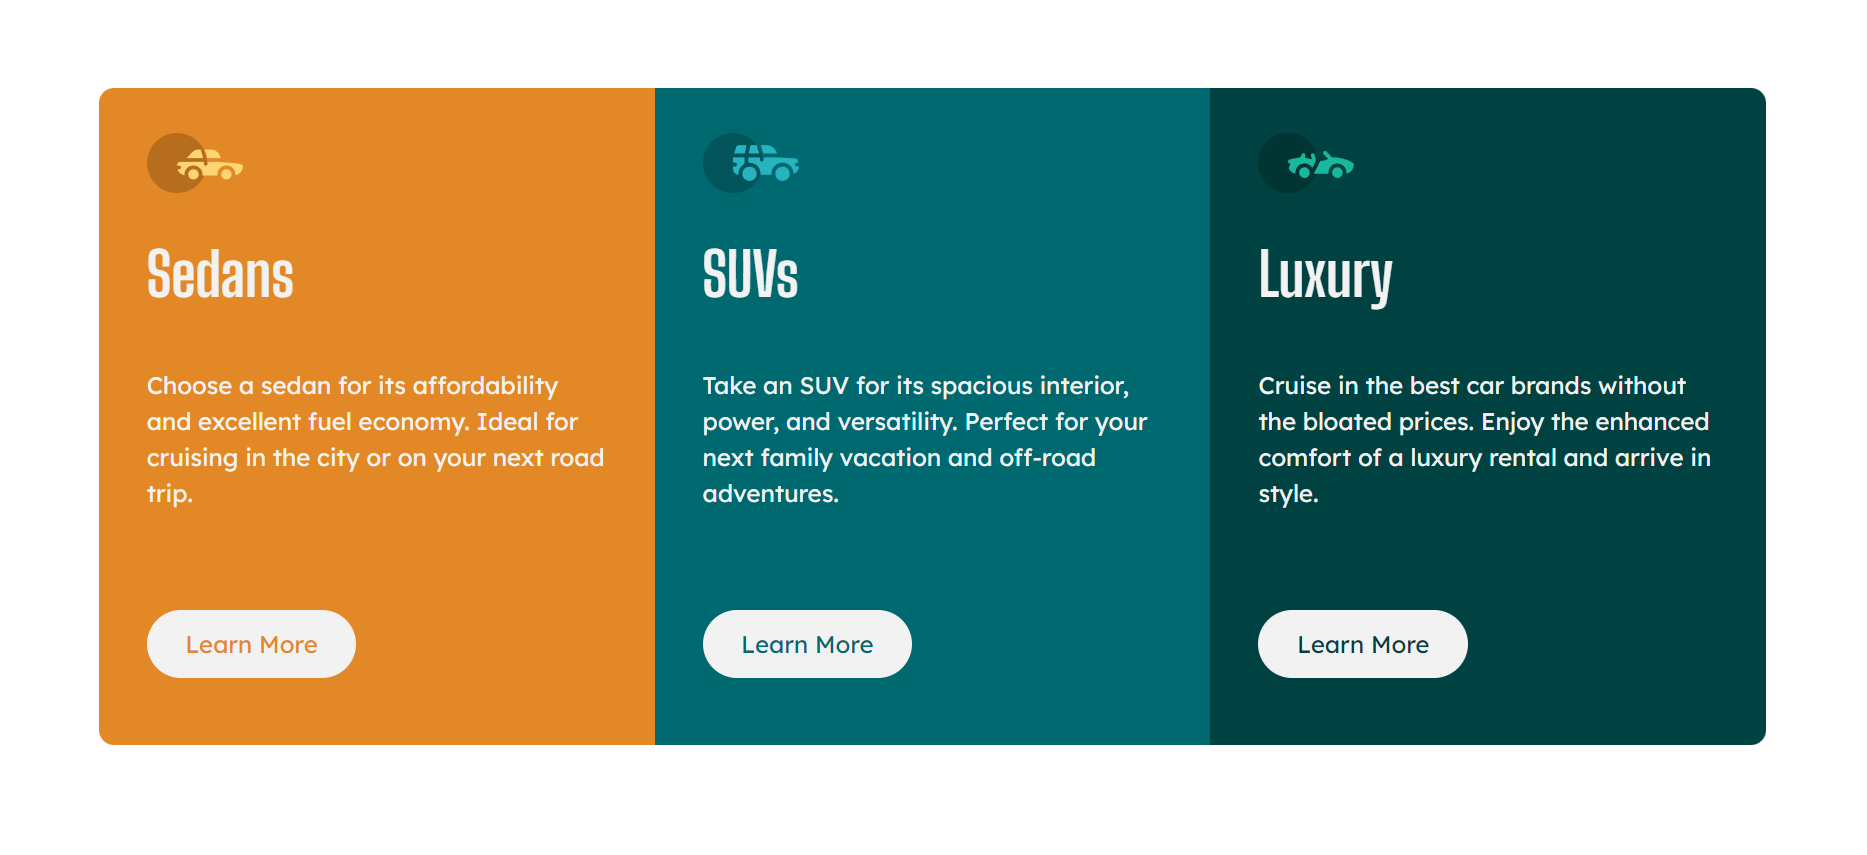 Sedans
Choose a sedan for its affordability
and excellent fuel economy. Ideal for
cruising in the city or on your next road
trip.
Learn More
SUVs
Take an SUV for its spacious interior,
power, and versatility. Perfect for your
next family vacation and off-road
adventures.
Learn More
Luxury
Cruise in the best car brands without
the bloated prices. Enjoy the enhanced
comfort of a luxury rental and arrive in
style.
Learn More